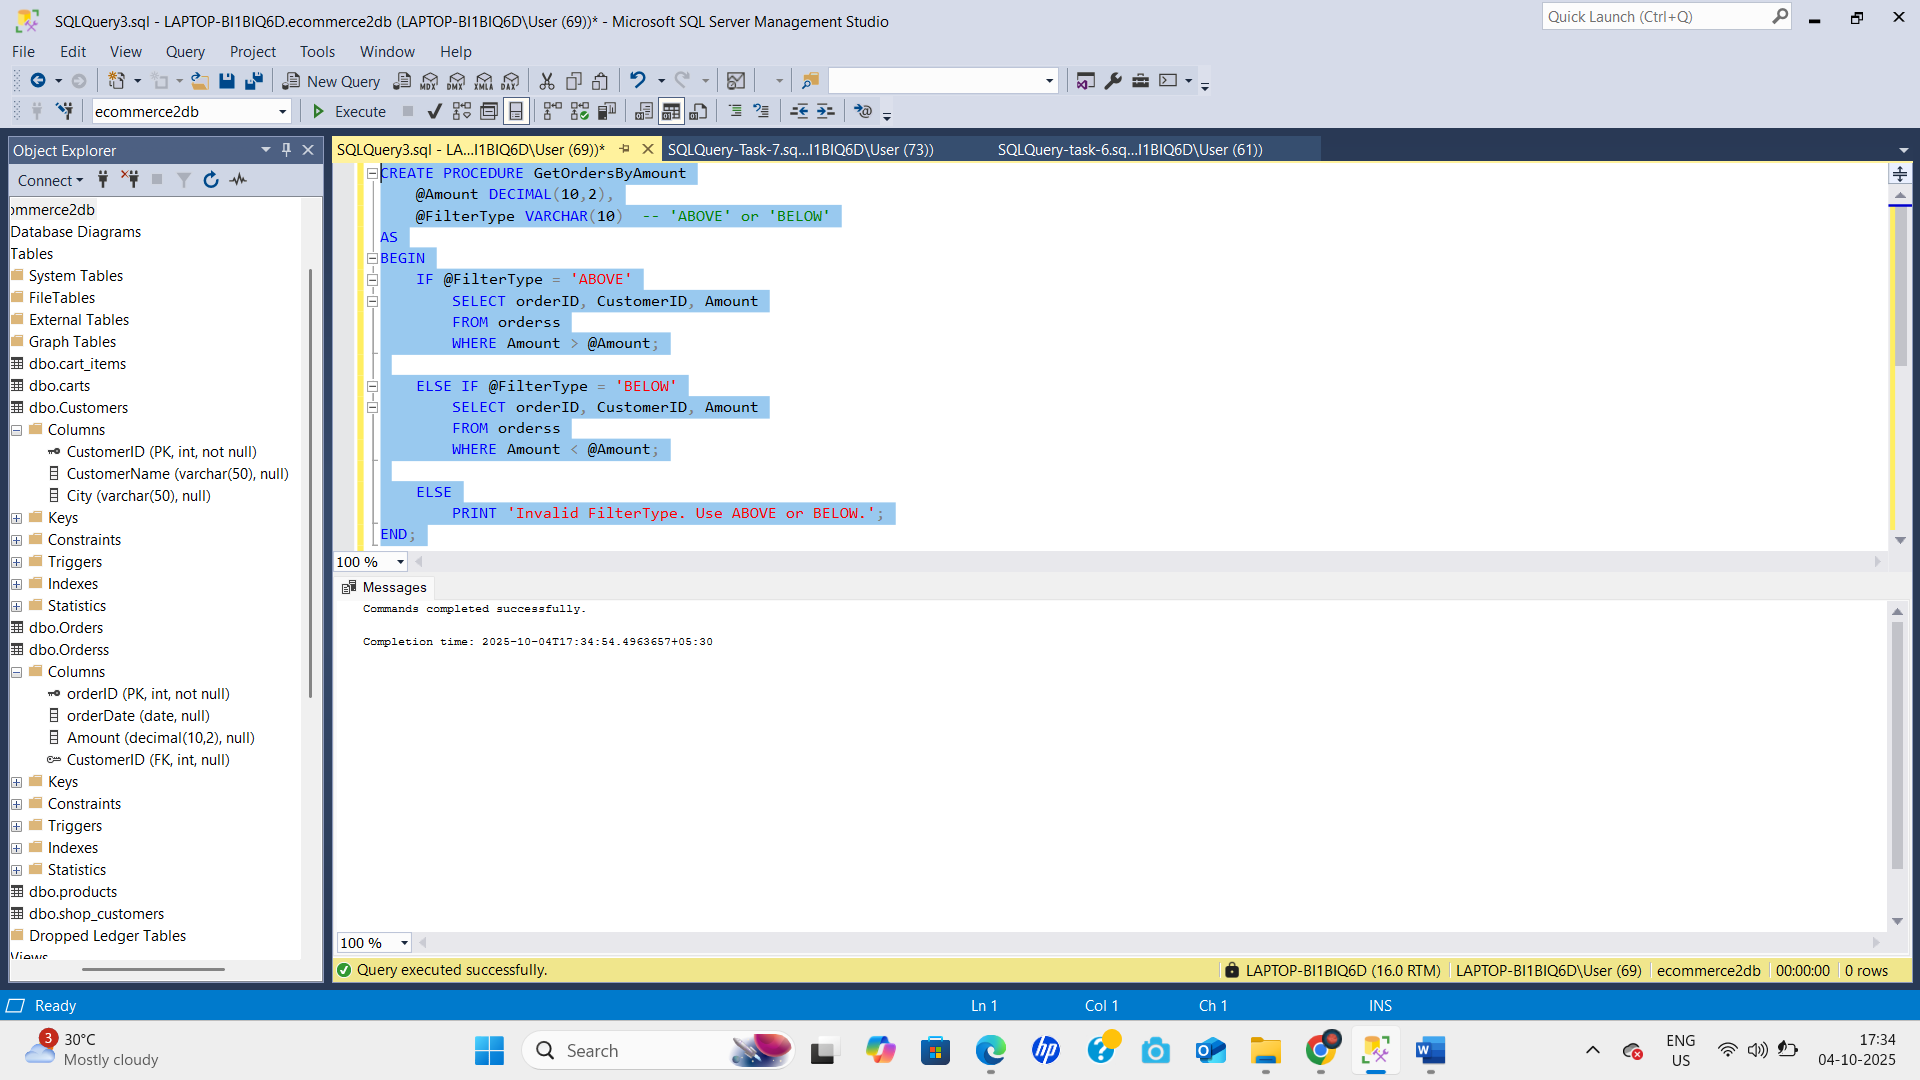 SQLQuery3.sql - LAPTOP-BI1BIQ6D.ecommerce2db (LAPTOP-BI1BIQ6D\User (69))* - Microsoft SQL Server Management Studio
Quick Launch (Ctrl+Q)
File Edit View Query Project Tools Window Help
New Query MDX DMX XMLA DAX
ecommerce2db Execute
Object Explorer
Connect
ommerce2db
Database Diagrams
Tables
System Tables
FileTables
External Tables
Graph Tables
dbo.cart_items
dbo.carts
dbo.Customers
Columns
CustomerID (PK, int, not null)
CustomerName (varchar(50), null)
City (varchar(50), null)
Keys
Constraints
Triggers
Indexes
Statistics
dbo.Orders
dbo.Orderss
Columns
orderID (PK, int, not null)
orderDate (date, null)
Amount (decimal(10,2), null)
CustomerID (FK, int, null)
Keys
Constraints
Triggers
Indexes
Statistics
dbo.products
dbo.shop_customers
Dropped Ledger Tables
Views
SQLQuery3.sql - LA...I1BIQ6D\User (69))* SQLQuery-Task-7.sq...I1BIQ6D\User (73)) SQLQuery-task-6.sq...I1BIQ6D\User (61))
CREATE PROCEDURE GetOrdersByAmount
@Amount DECIMAL(10,2),
@FilterType VARCHAR(10) -- 'ABOVE' or 'BELOW'
AS
BEGIN
IF @FilterType = 'ABOVE'
SELECT orderID, CustomerID, Amount
FROM orderss
WHERE Amount > @Amount;
ELSE IF @FilterType = 'BELOW'
SELECT orderID, CustomerID, Amount
FROM orderss
WHERE Amount < @Amount;
ELSE
PRINT 'Invalid FilterType. Use ABOVE or BELOW.';
END;
100 %
Messages
Commands completed successfully.
Completion time: 2025-10-04T17:34:54.4963657+05:30
100 %
Query executed successfully. LAPTOP-BI1BIQ6D (16.0 RTM) LAPTOP-BI1BIQ6D\User (69) ecommerce2db 00:00:00 0 rows
Ready Ln 1 Col 1 Ch 1 INS
3 30°C
Mostly cloudy
Search
ENG
US
17:34
04-10-2025